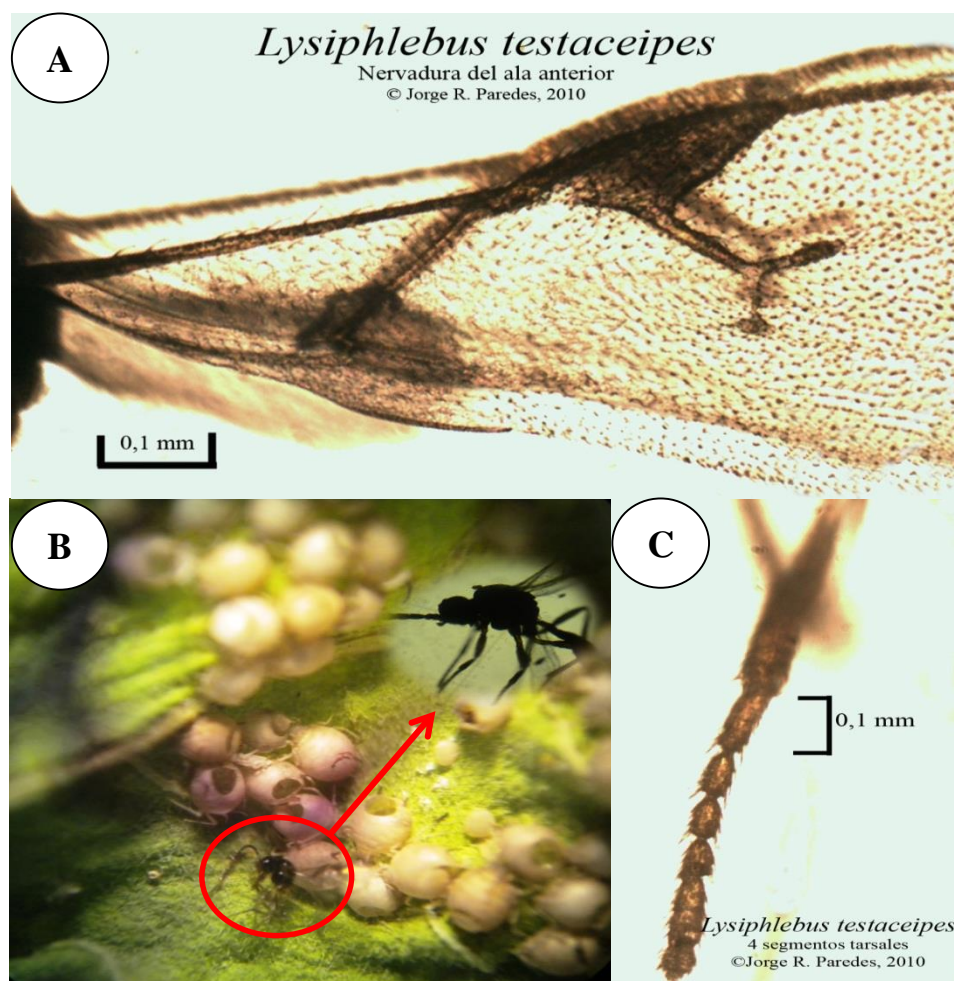 A
Lysiphlebus testaceipes
Nervadura del ala anterior
© Jorge R. Paredes, 2010
0,1 mm
B
C
0,1 mm
Lysiphlebus testaceipes
4 segmentos tarsales
©Jorge R. Paredes, 2010